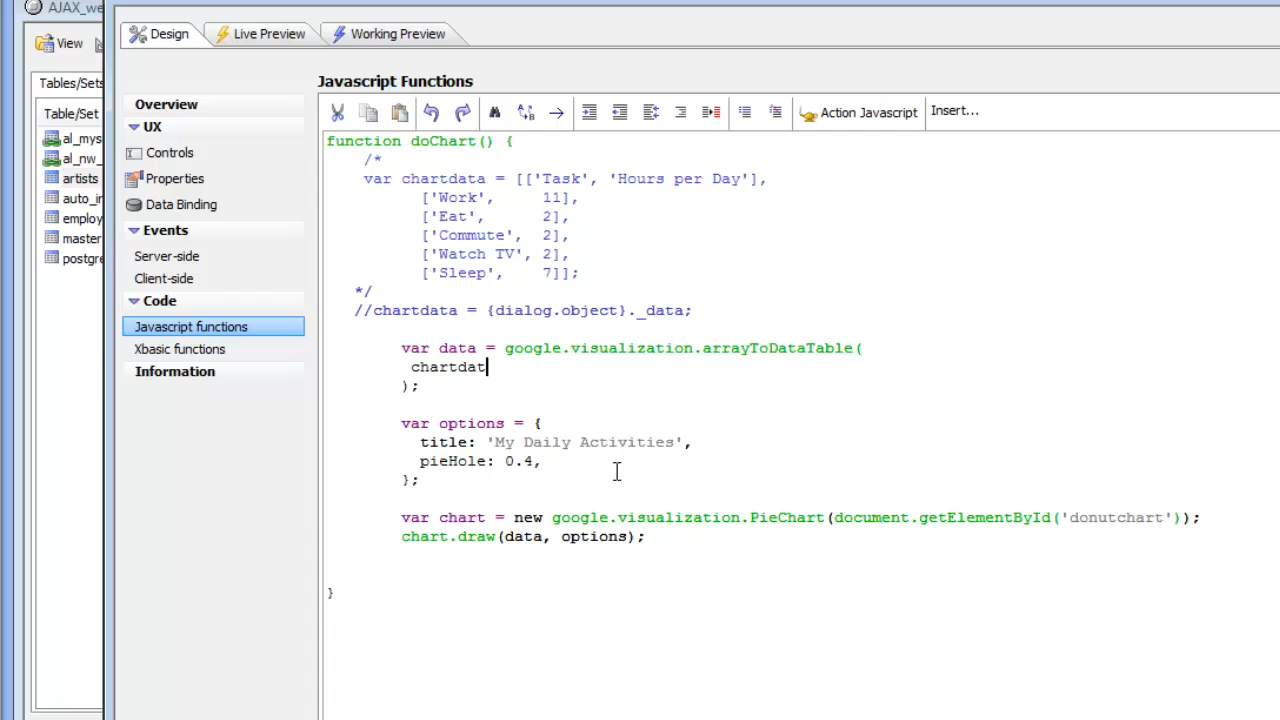 AJAX_we
Design
Live Preview
Working Preview
View
Tables/Sets
Javascript Functions
Overview
Table/Set
Action Javascript
Insert...
UX
al_mys
function doChart() {
Controls
al_nw_
/*
Properties
artists
var chartdata = [['Task', 'Hours per Day'],
auto_in
['Work', 11],
Data Binding
employ
['Eat', 2],
Events
master
['Commute', 2],
Server-side
postgre
['Watch TV', 2],
Client-side
['Sleep', 7]];
Code
*/
Javascript functions
//chartdata = {dialog.object}._data;
Xbasic functions
var data = google.visualization.arrayToDataTable(
Information
chartdat
);
var options = {
title: 'My Daily Activities',
pieHole: 0.4,
};
var chart = new google.visualization.PieChart(document.getElementById('donutchart'));
chart.draw(data, options);
}